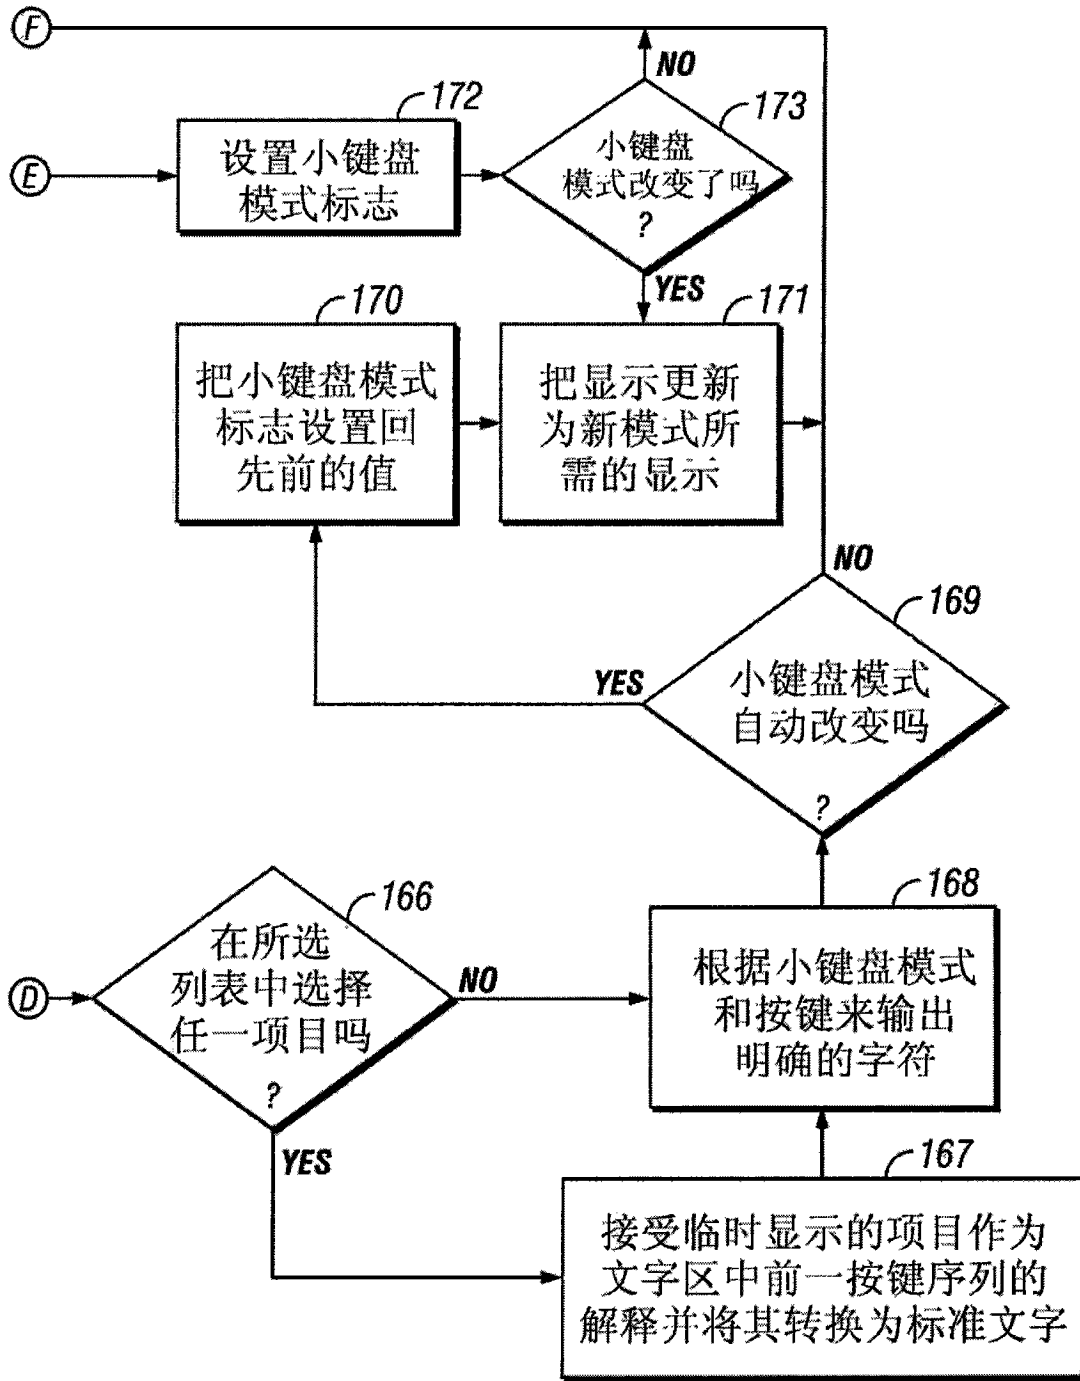 F
NO
172
173
E
设置小键盘
模式标志
小键盘
模式改变了吗
?
YES
170
171
把小键盘模式
标志设置回
先前的值
把显示更新
为新模式所
需的显示
NO
169
YES
小键盘模式
自动改变吗
?
166
168
D
在所选
列表中选择
任一项目吗
?
NO
根据小键盘模式
和按键来输出
明确的字符
YES
167
接受临时显示的项目作为
文字区中前一按键序列的
解释并将其转换为标准文字